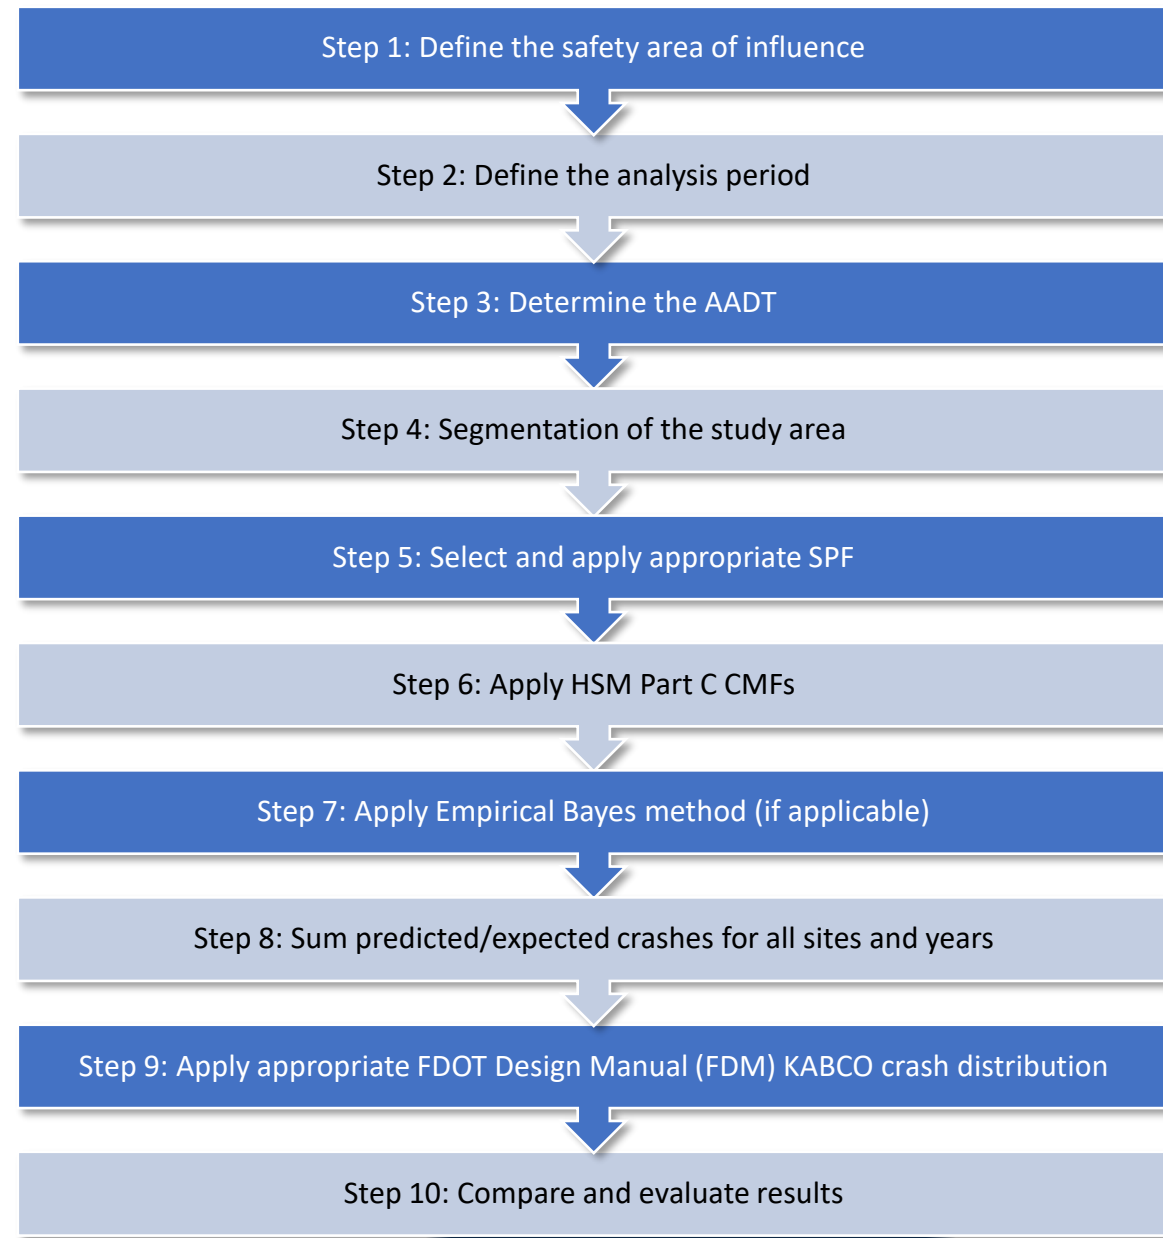 Step 1: Define the safety area of influence
Step 2: Define the analysis period
Step 3: Determine the AADT
Step 4: Segmentation of the study area
Step 5: Select and apply appropriate SPF
Step 6: Apply HSM Part C CMFs
Step 7: Apply Empirical Bayes method (if applicable)
Step 8: Sum predicted/expected crashes for all sites and years
Step 9: Apply appropriate FDOT Design Manual (FDM) KABCO crash distribution
Step 10: Compare and evaluate results